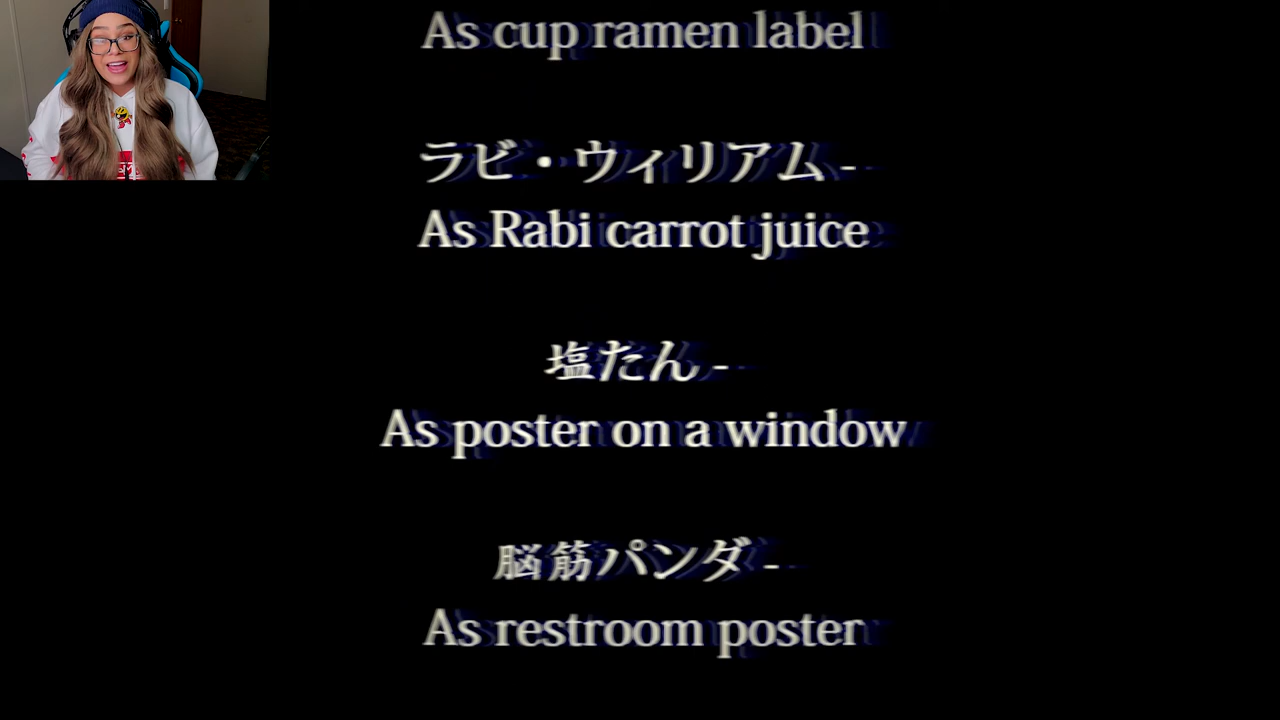 As cup ramen label
ラビ・ウィリアム -
As Rabi carrot juice
塩たん -
As poster on a window
脳筋パンダ -
As restroom poster